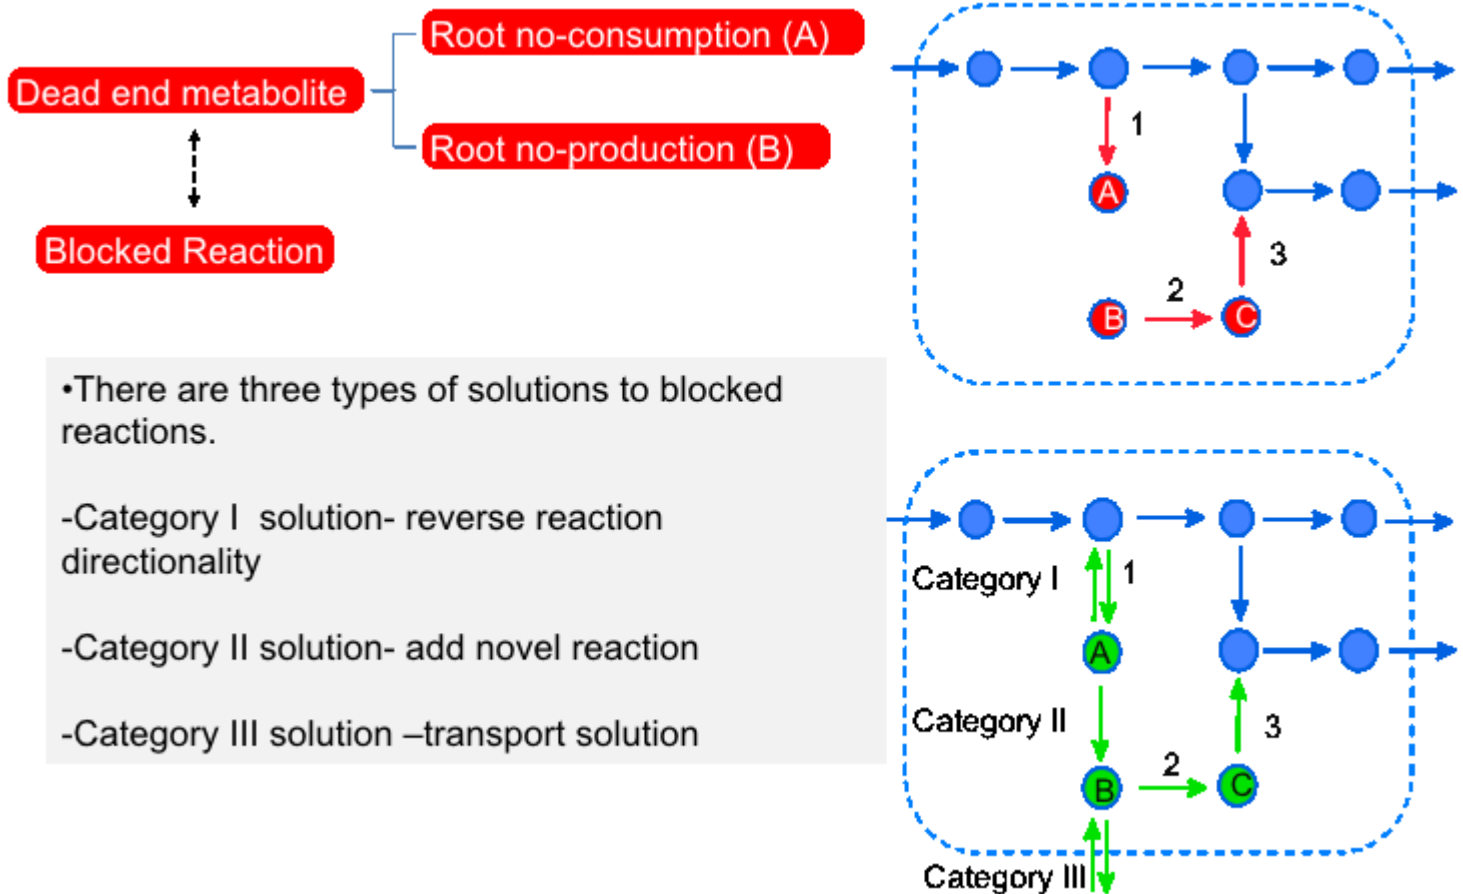 Root no-consumption (A)
Dead end metabolite
Root no-production (B)
Blocked Reaction
1
A
3
2
B
C
•There are three types of solutions to blocked
reactions.
-Category I  solution- reverse reaction
directionality
-Category II solution- add novel reaction
-Category III solution –transport solution
Category I
1
A
Category II
3
2
B
C
Category III